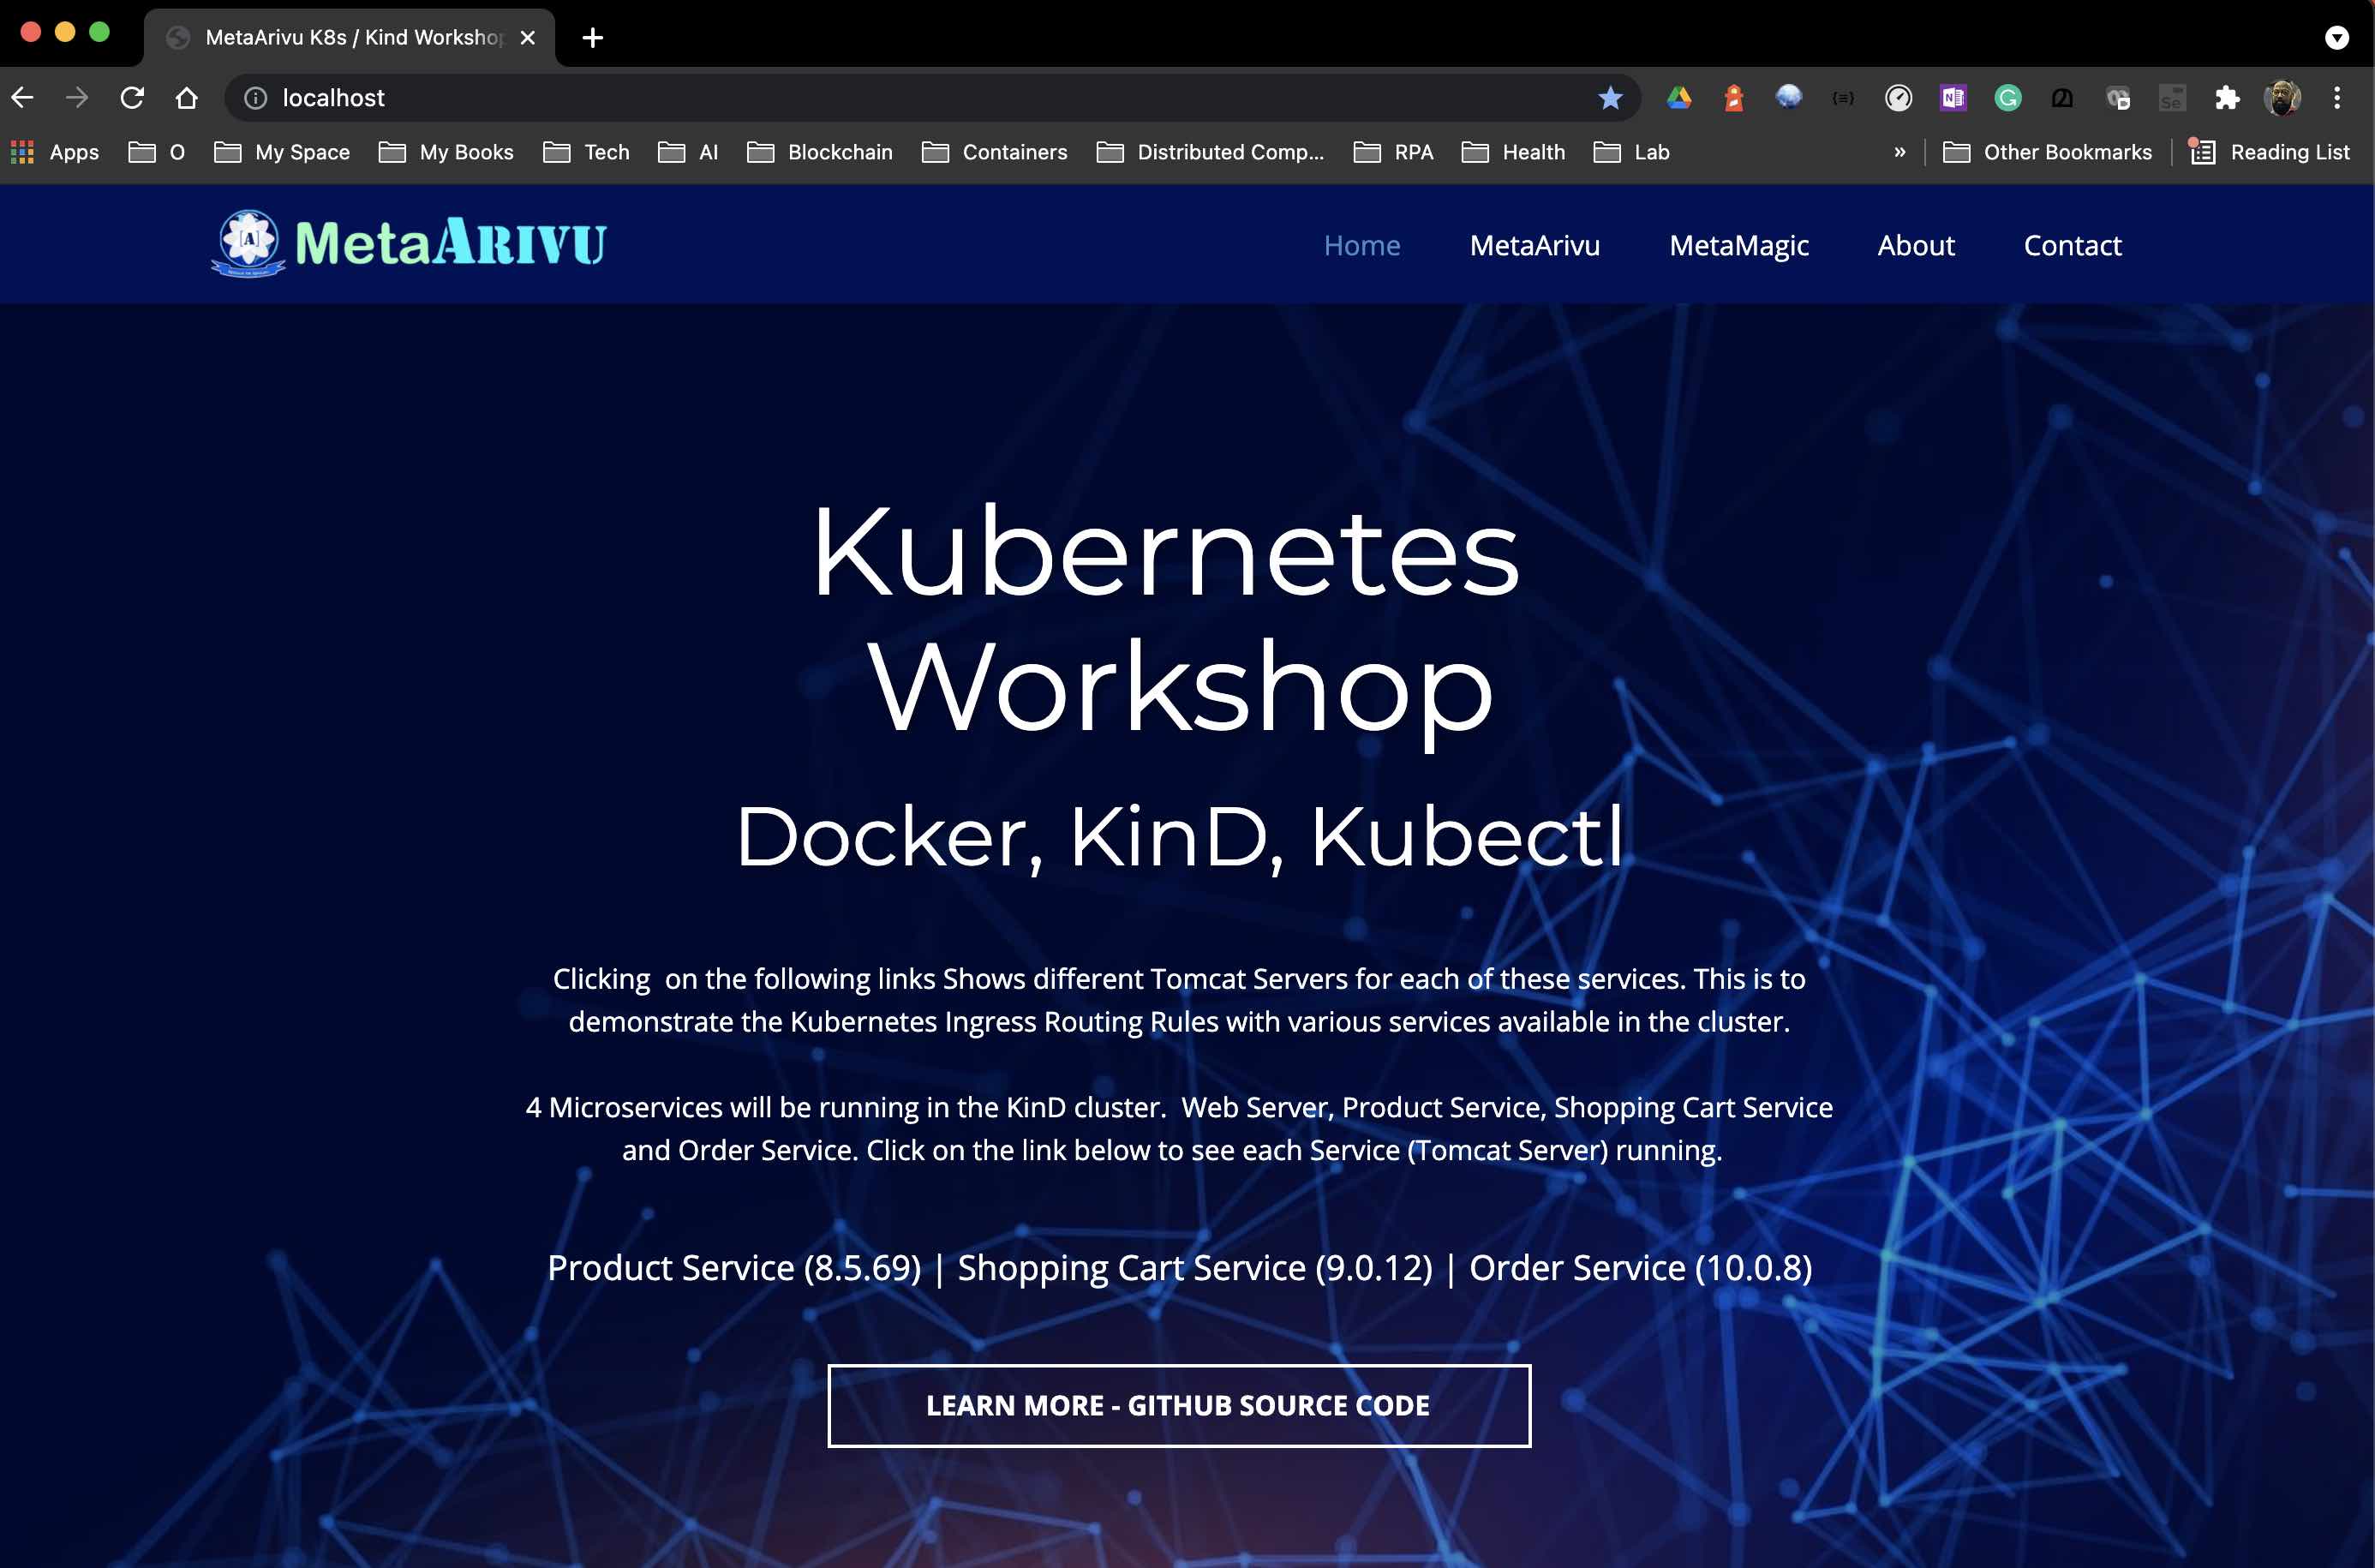 MetaArivu K8s / Kind Workshop
localhost
Apps O My Space My Books Tech AI Blockchain Containers Distributed Comp... RPA Health Lab » Other Bookmarks Reading List
[A] MetaARIVU
Home MetaArivu MetaMagic About Contact
Kubernetes
Workshop
Docker, KinD, Kubectl
Clicking on the following links Shows different Tomcat Servers for each of these services. This is to
demonstrate the Kubernetes Ingress Routing Rules with various services available in the cluster.
4 Microservices will be running in the KinD cluster. Web Server, Product Service, Shopping Cart Service
and Order Service. Click on the link below to see each Service (Tomcat Server) running.
Product Service (8.5.69) | Shopping Cart Service (9.0.12) | Order Service (10.0.8)
LEARN MORE - GITHUB SOURCE CODE